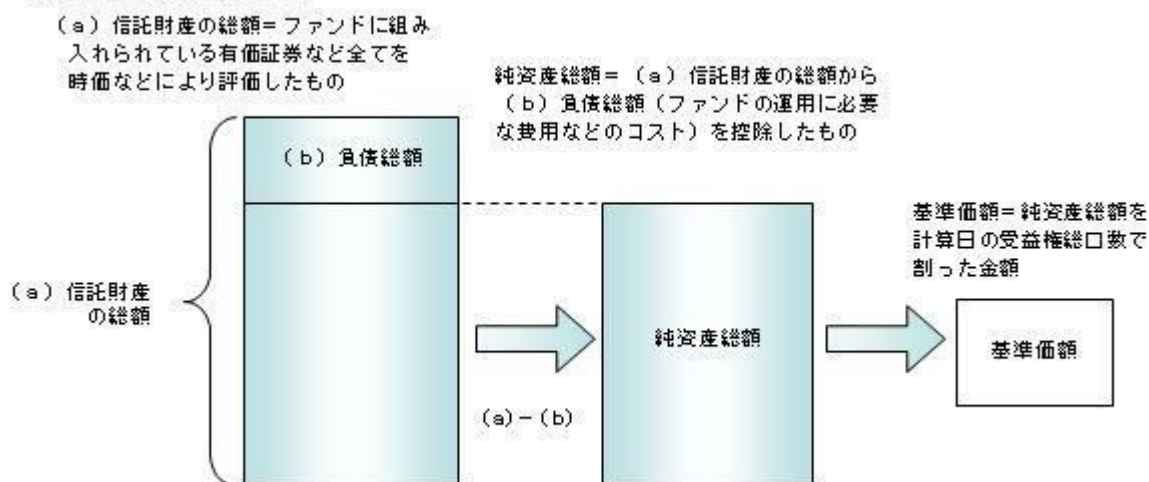 (a)信託財産の総額=ファンドに組み
入れられている有価証券など全てを
時価などにより評価したもの
純資産総額=(a)信託財産の総額から
(b)負債総額(ファンドの運用に必要
な費用などのコスト)を控除したもの
(b)負債総額
基準価額=純資産総額を
計算日の受益権総口数で
割った金額
(a)信託財産
の総額
純資産総額
基準価額
(a)-(b)